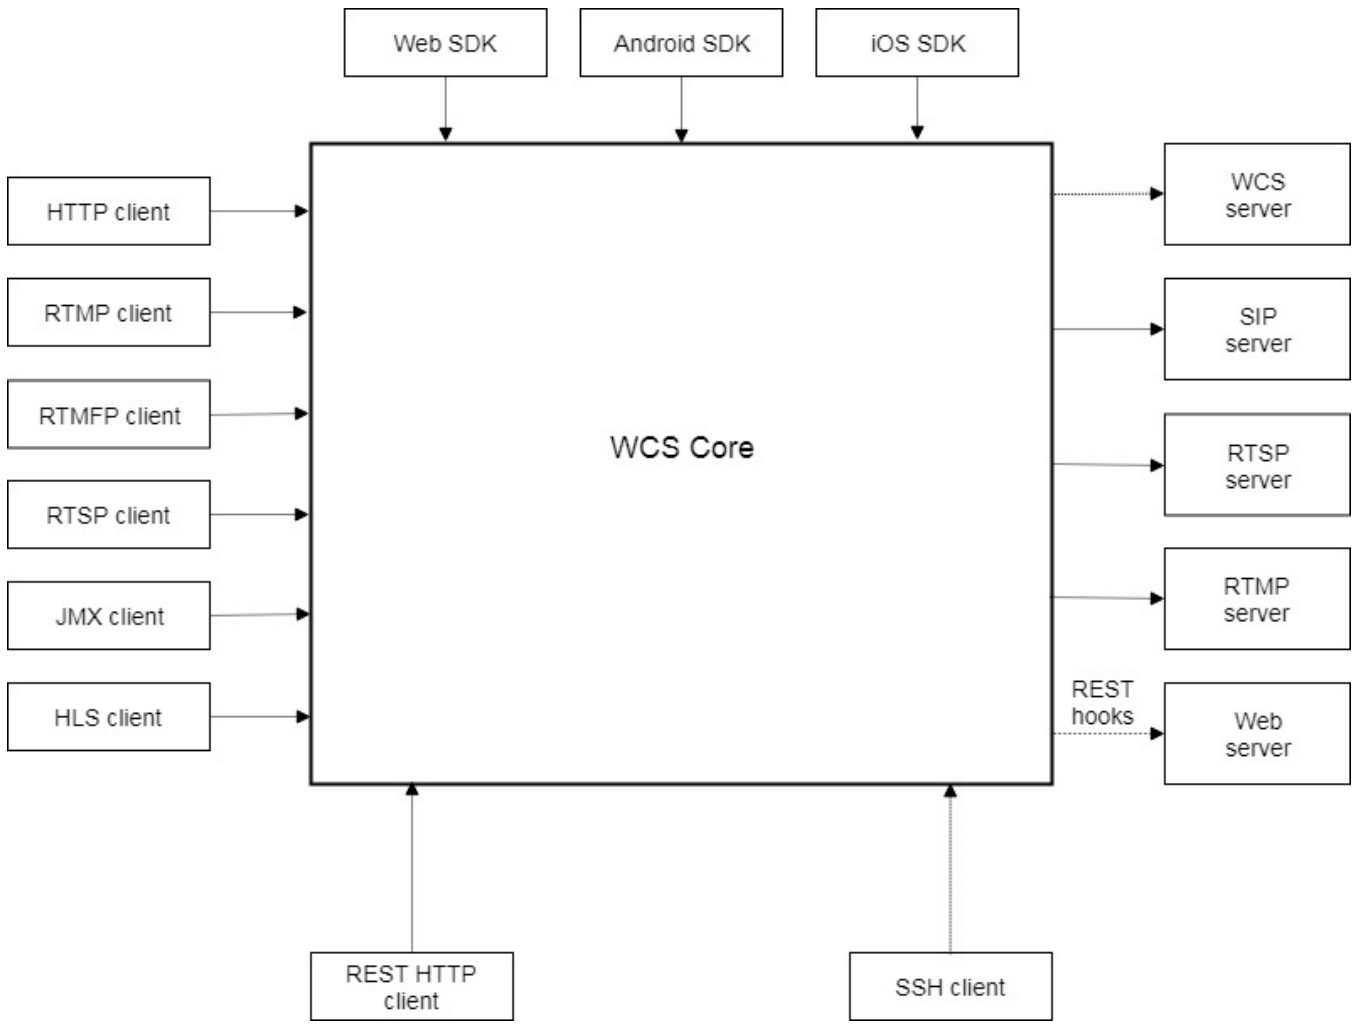 Web SDK
Android SDK
iOS SDK
HTTP client
RTMP client
RTMFP client
RTSP client
JMX client
HLS client
WCS Core
WCS
server
SIP
server
RTSP
server
RTMP
server
REST
hooks
Web
server
REST HTTP
client
SSH client